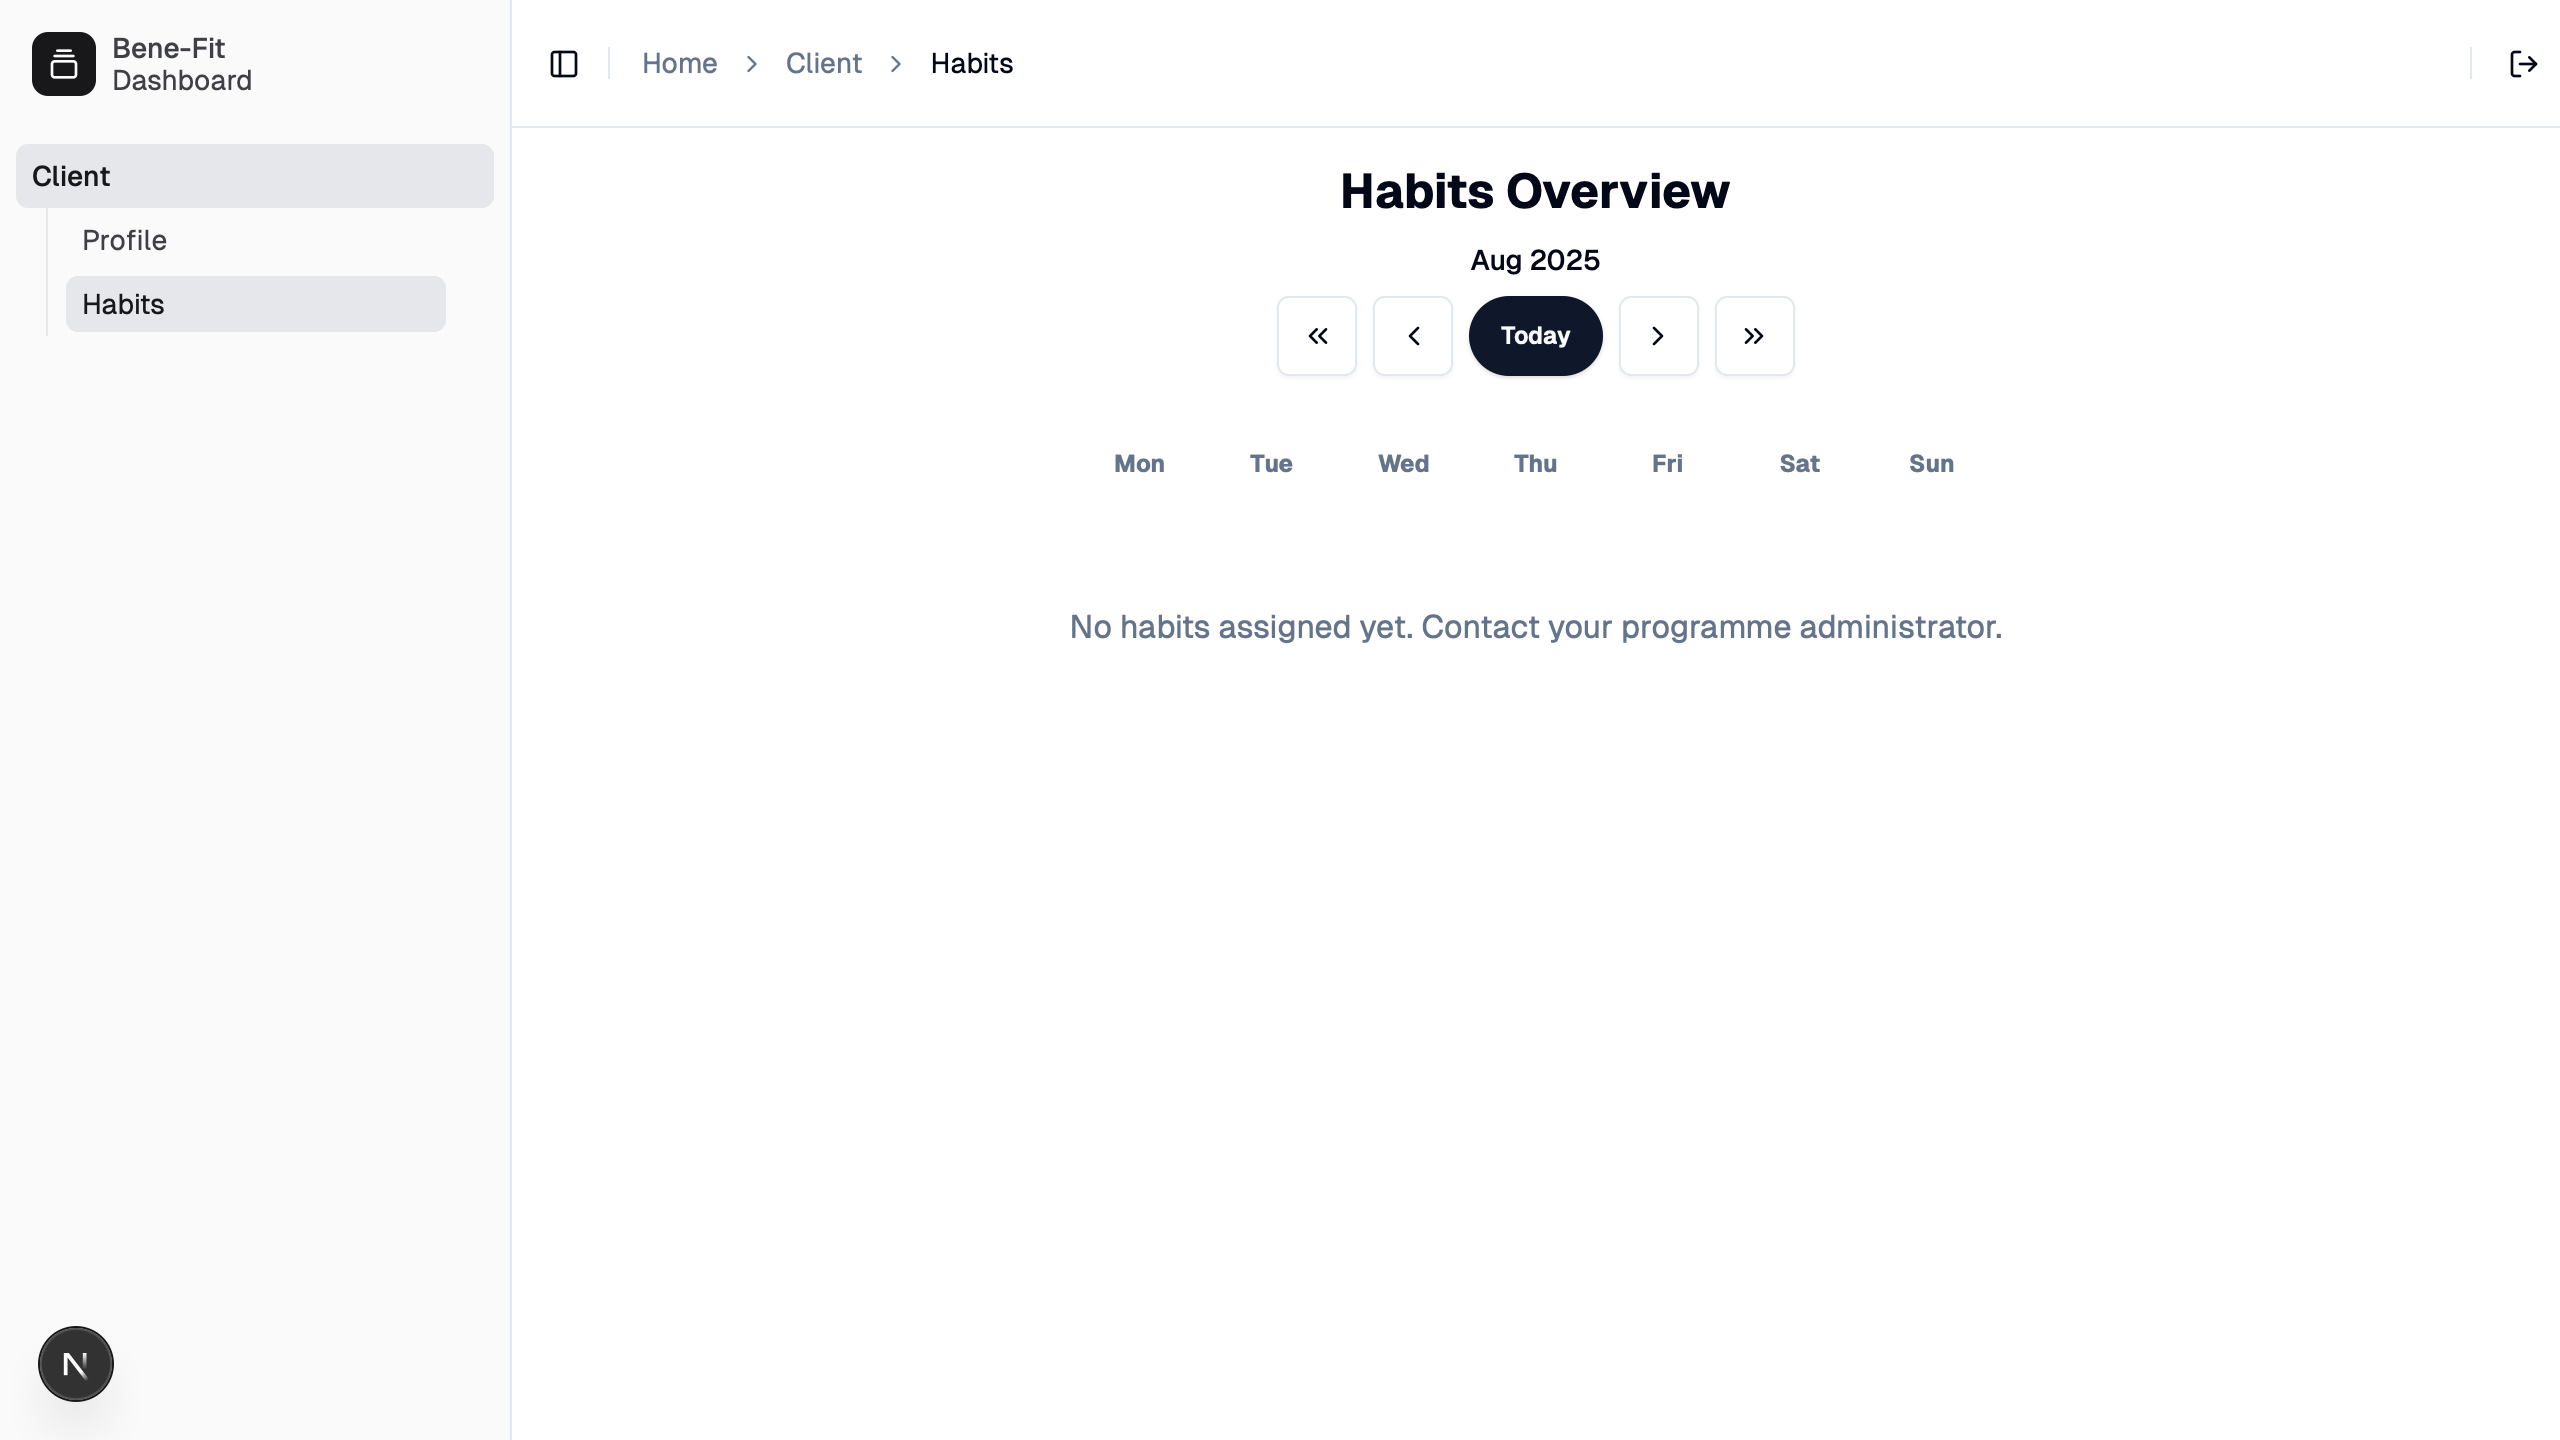 Bene-Fit
Dashboard
Client
Profile
Habits
Home > Client > Habits
Habits Overview
Aug 2025
Today
Mon Tue Wed Thu Fri Sat Sun
No habits assigned yet. Contact your programme administrator.
N